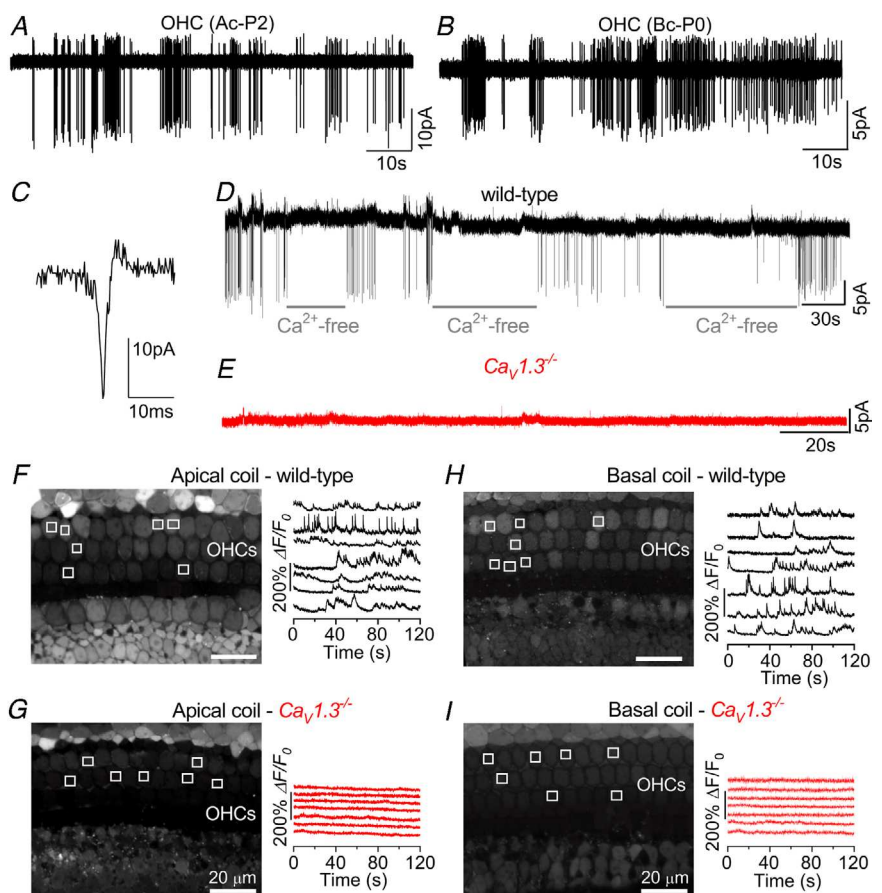 A
OHC (Ac-P2)
10pA
10s
B
OHC (Bc-P0)
5pA
10s
C
10pA
10ms
D
wild-type
5pA
30s
Ca²⁺-free
Ca²⁺-free
Ca²⁺-free
E
CaV1.3⁻/⁻
5pA
20s
F
Apical coil - wild-type
OHCs
200% ΔF/F0
0 40 80 120
Time (s)
H
Basal coil - wild-type
OHCs
200% ΔF/F0
0 40 80 120
Time (s)
G
Apical coil - CaV1.3⁻/⁻
OHCs
20 μm
200% ΔF/F0
0 40 80 120
Time (s)
I
Basal coil - CaV1.3⁻/⁻
OHCs
20 μm
200% ΔF/F0
0 40 80 120
Time (s)